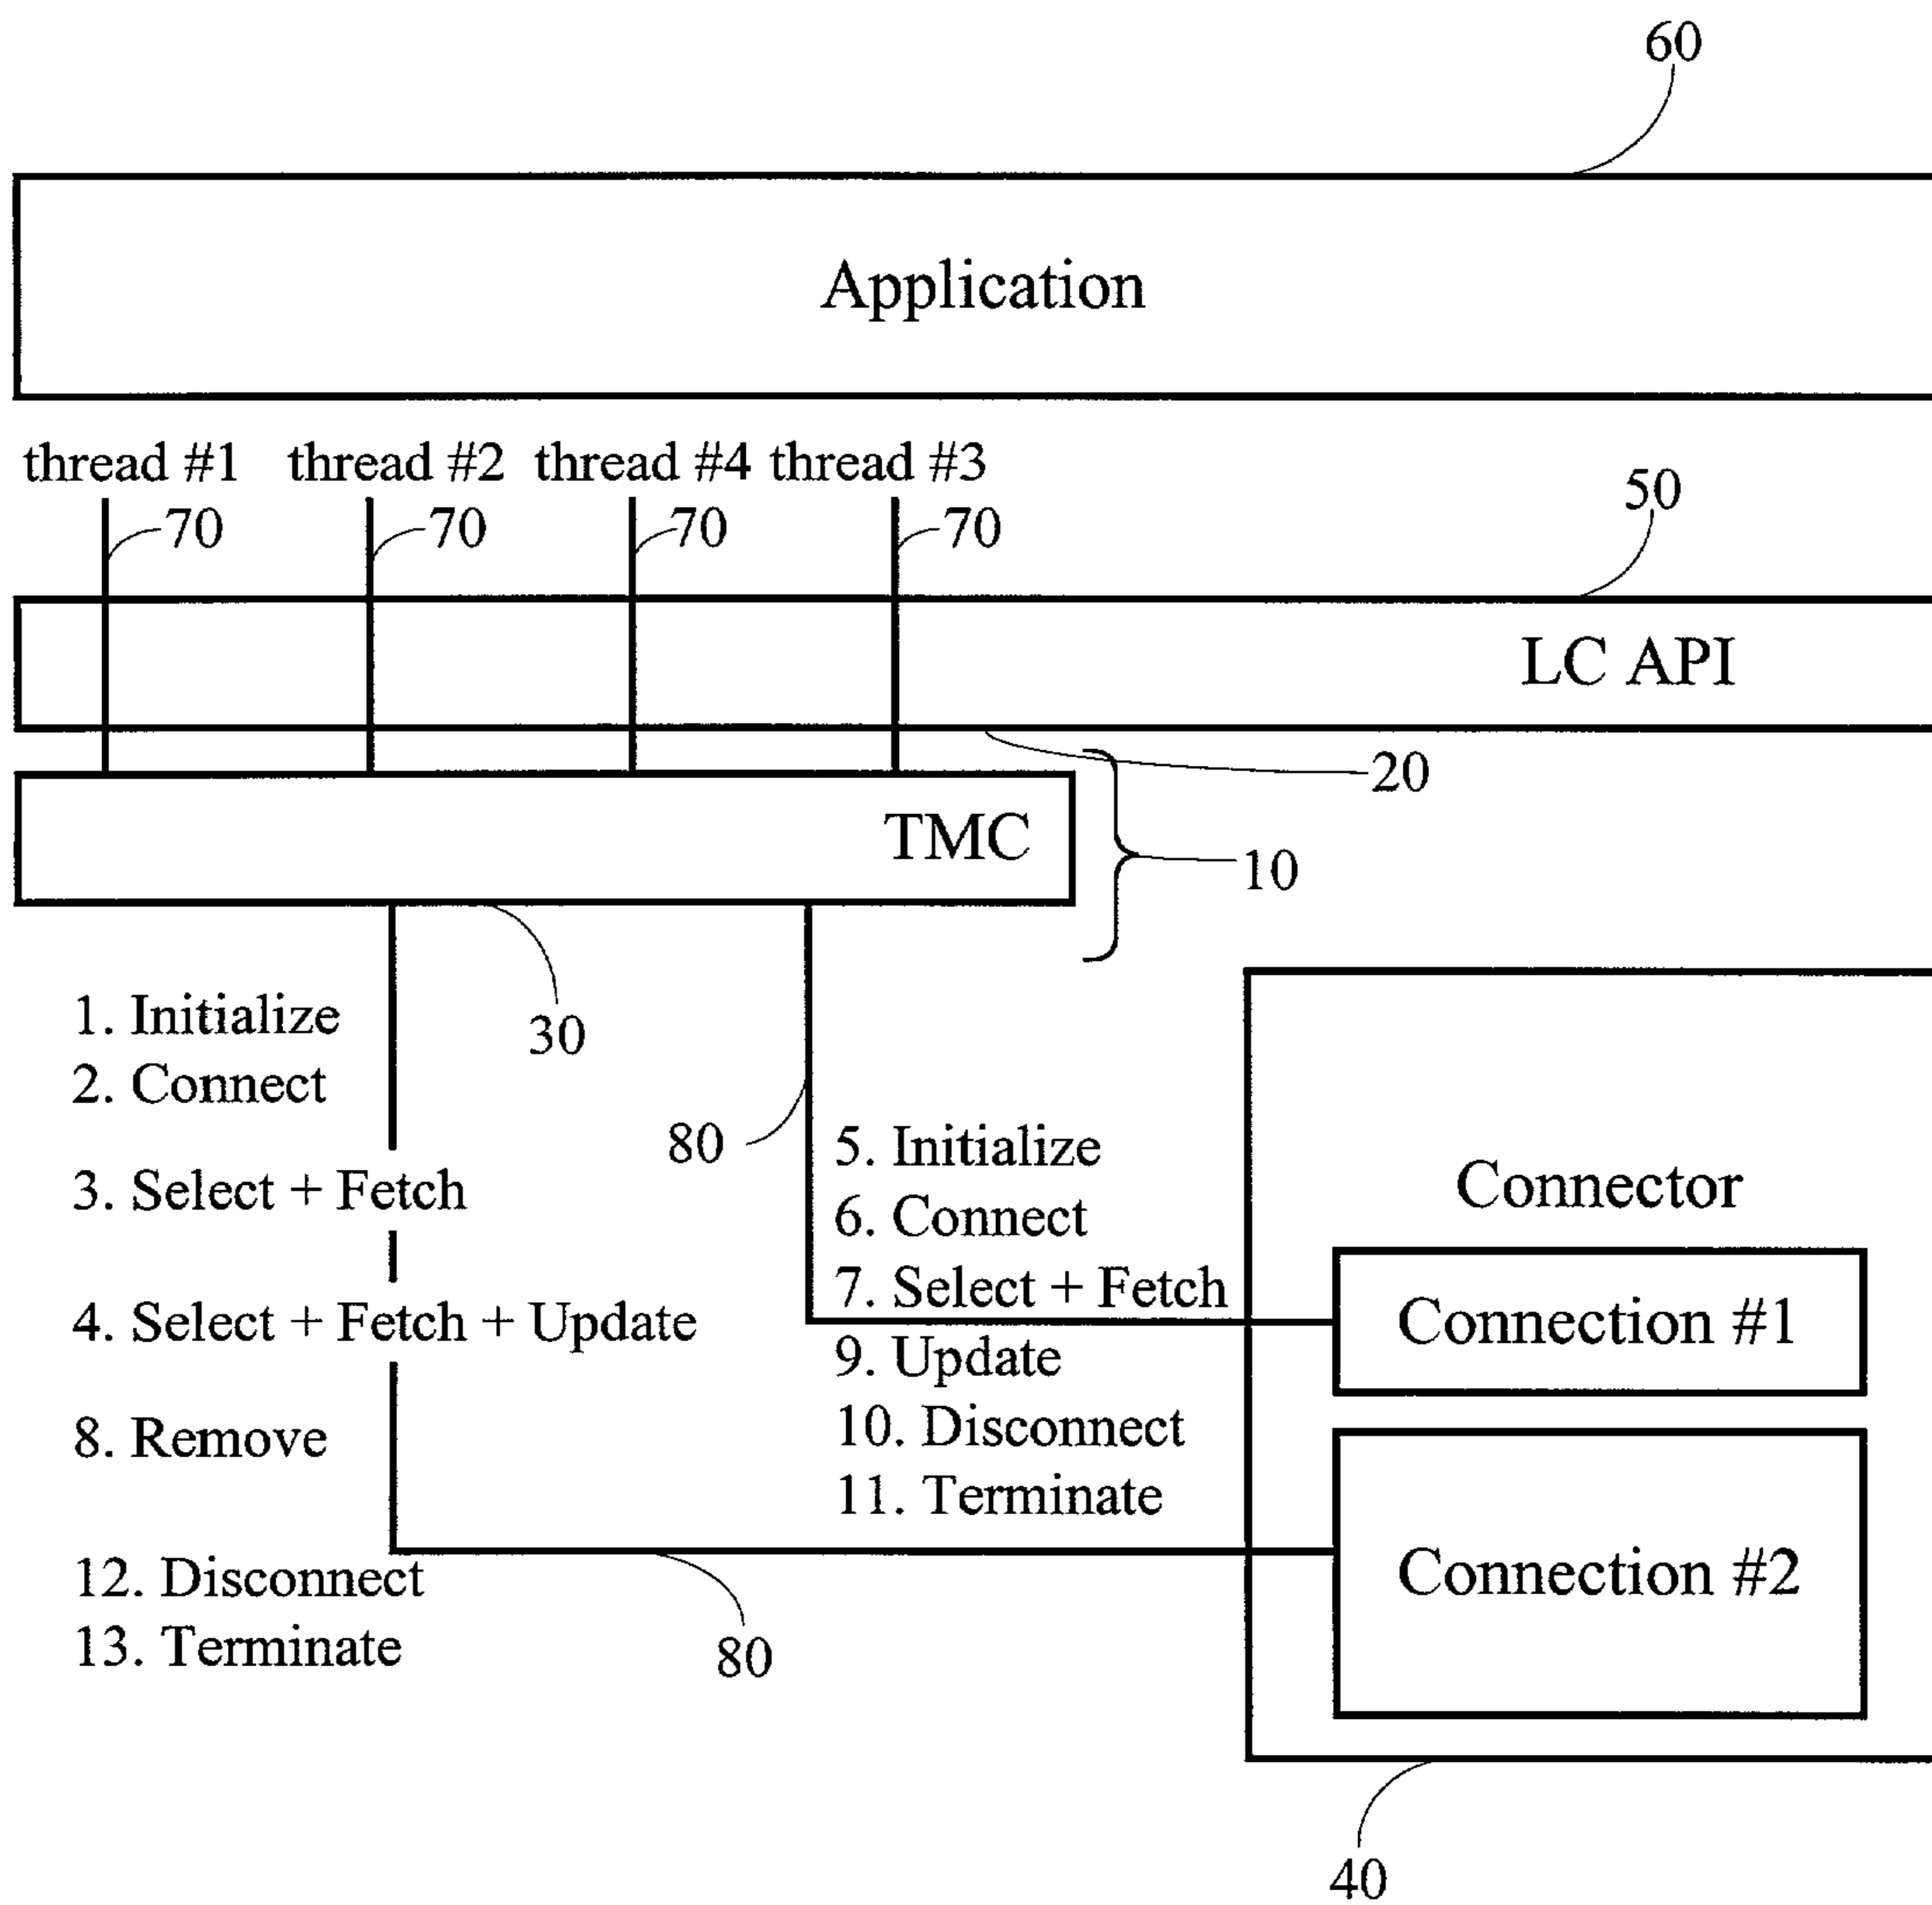 60
Application
thread #1 thread #2 thread #4 thread #3
70 70 70 70
50
LC API
20
TMC
10
30
1. Initialize
2. Connect
3. Select + Fetch
4. Select + Fetch + Update
8. Remove
12. Disconnect
13. Terminate
80
5. Initialize
6. Connect
7. Select + Fetch
9. Update
10. Disconnect
11. Terminate
80
Connector
Connection #1
Connection #2
40